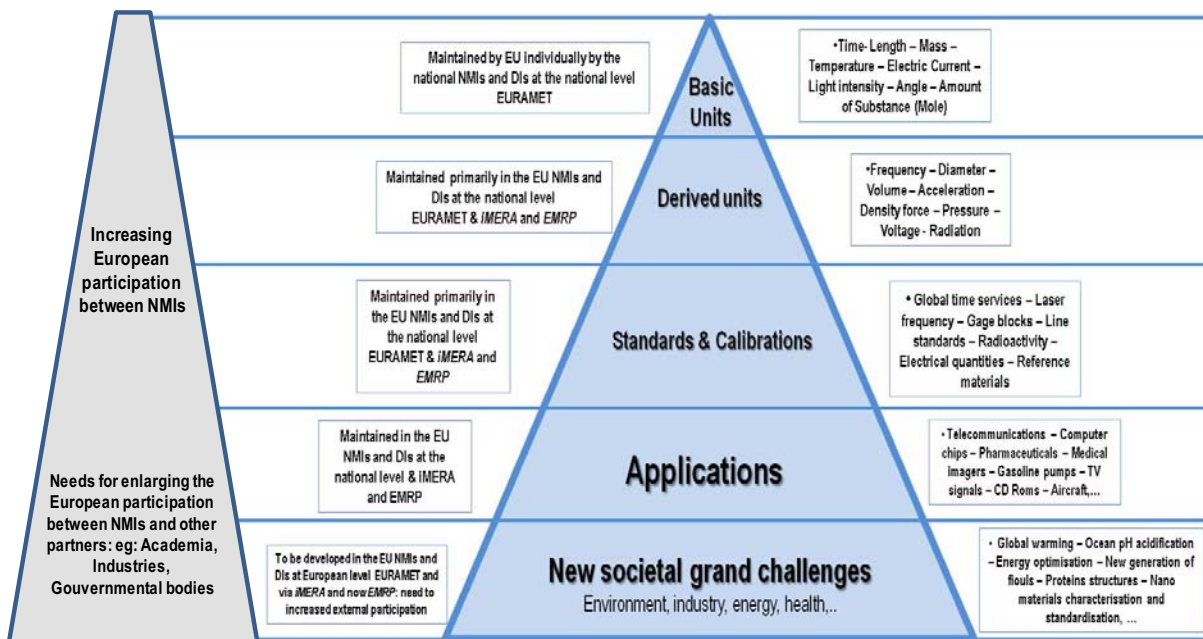 Increasing
European
participation
between NMIs
Needs for enlarging the
European participation
between NMIs and other
partners: eg: Academia,
Industries,
Gouvernmental bodies
Maintained by EU individually by the
national NMIs and DIs at the national level
EURAMET
Basic
Units
•Time- Length – Mass –
Temperature – Electric Current –
Light intensity – Angle – Amount
of Substance (Mole)
Maintained primarily in the EU NMIs and
DIs at the national level
EURAMET & iMERA and EMRP
Derived units
•Frequency – Diameter –
Volume – Acceleration –
Density force – Pressure –
Voltage - Radiation
Maintained primarily in
the EU NMIs and DIs at
the national level
EURAMET & iMERA and
EMRP
Standards & Calibrations
• Global time services – Laser
frequency – Gage blocks – Line
standards – Radioactivity –
Electrical quantities – Reference
materials
Maintained in the EU
NMIs and DIs at the
national level & iMERA
and EMRP
Applications
• Telecommunications – Computer
chips – Pharmaceuticals – Medical
imagers – Gasoline pumps – TV
signals – CD Roms – Aircraft,...
To be developed in the EU NMIs and
DIs at European level EURAMET and
via iMERA and now EMRP: need to
increased external participation
New societal grand challenges
Environment, industry, energy, health,..
• Global warming – Ocean pH acidification
– Energy optimisation – New generation of
fiouls – Proteins structures – Nano
materials characterisation and
standardisation, ...